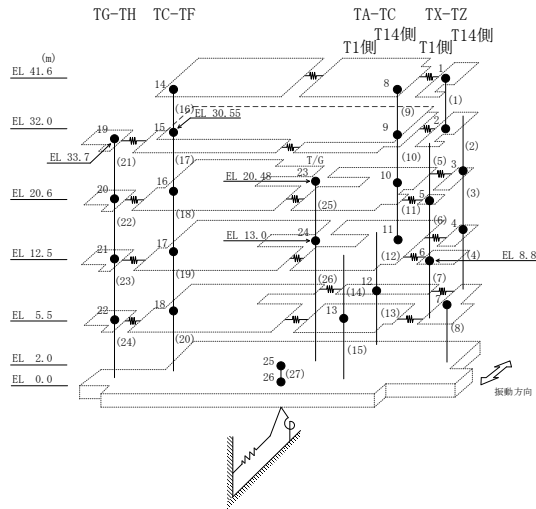 TG-TH TC-TF TA-TC TX-TZ
T14側 T14側
T1側 T1側
(m)
EL 41.6
14 8 1
(16) (9) (1)
EL 30.55
EL 32.0
19 15 9 2
EL 33.7
(21) (17) (10) (2)
T/G
EL 20.48 23
(5) 3
EL 20.6
20 16 10 5 (3)
(22) (18) (25) (11)
EL 13.0 24
(6) 4
EL 12.5
21 17 11 6 (4) EL 8.8
(23) (19) (12)
(26) (14) 12 (7)
EL 5.5
22 18 13 (13) 7
(24) (20) (15) (8)
EL 2.0
25
EL 0.0
26 (27)
振動方向